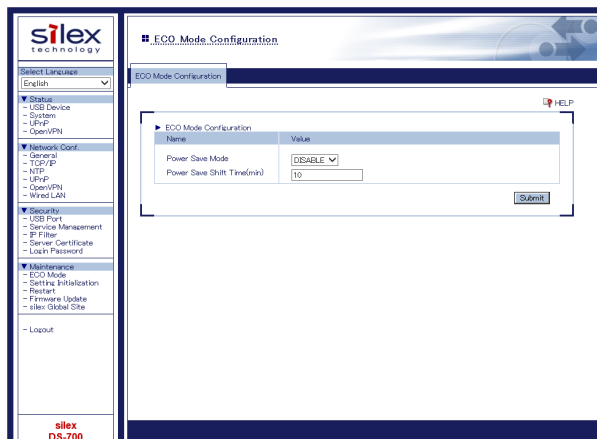 silex
technology
Select Language
English
▼ Status
- USB Device
- System
- UPnP
- OpenVPN
▼ Network Conf.
- General
- TCP/IP
- NTP
- UPnP
- OpenVPN
- Wired LAN
▼ Security
- USB Port
- Service Management
- IP Filter
- Server Certificate
- Login Password
▼ Maintenance
- ECO Mode
- Setting Initialization
- Restart
- Firmware Update
- silex Global Site
- Logout
silex
DS-700
ECO Mode Configuration
ECO Mode Configuration
HELP
► ECO Mode Configuration
Name Value
Power Save Mode DISABLE
Power Save Shift Time(min) 10
Submit